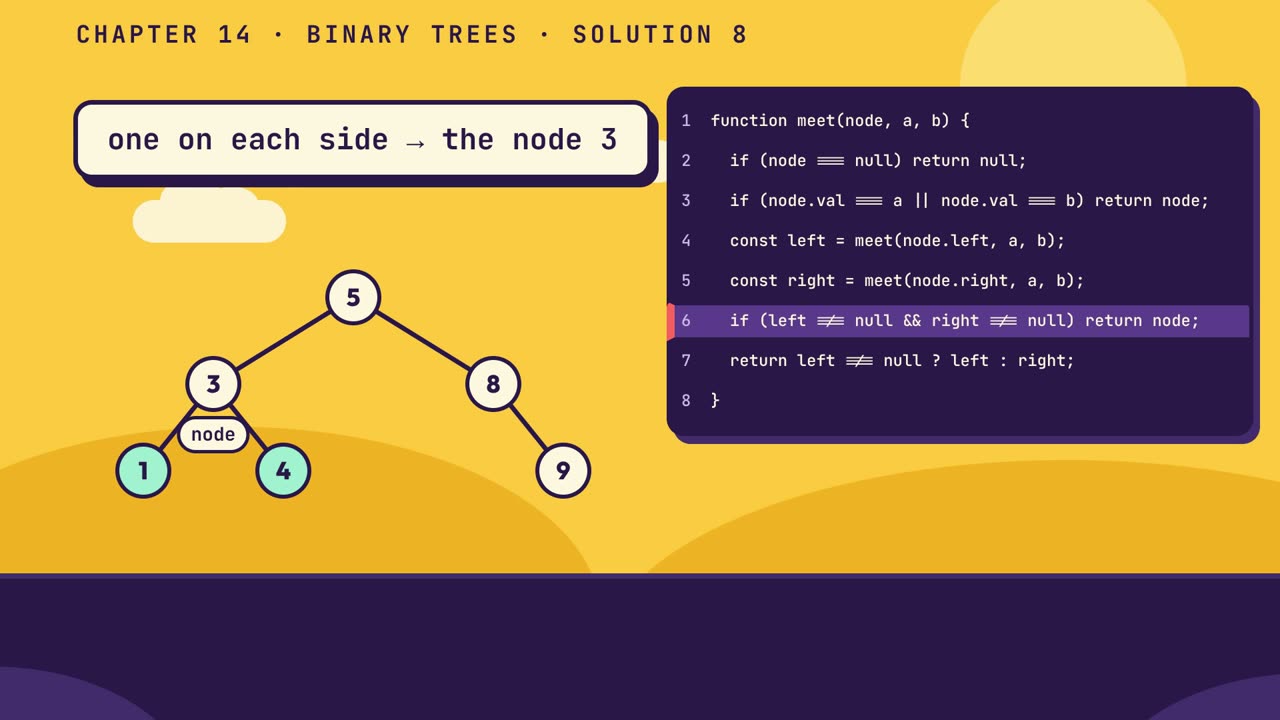 CHAPTER 14 · BINARY TREES · SOLUTION 8
one on each side → the node 3
1 function meet(node, a, b) {
2 if (node === null) return null;
3 if (node.val === a || node.val === b) return node;
4 const left = meet(node.left, a, b);
5 const right = meet(node.right, a, b);
6 if (left !== null && right !== null) return node;
7 return left !== null ? left : right;
8 }
5
3 8
node
1 4 9